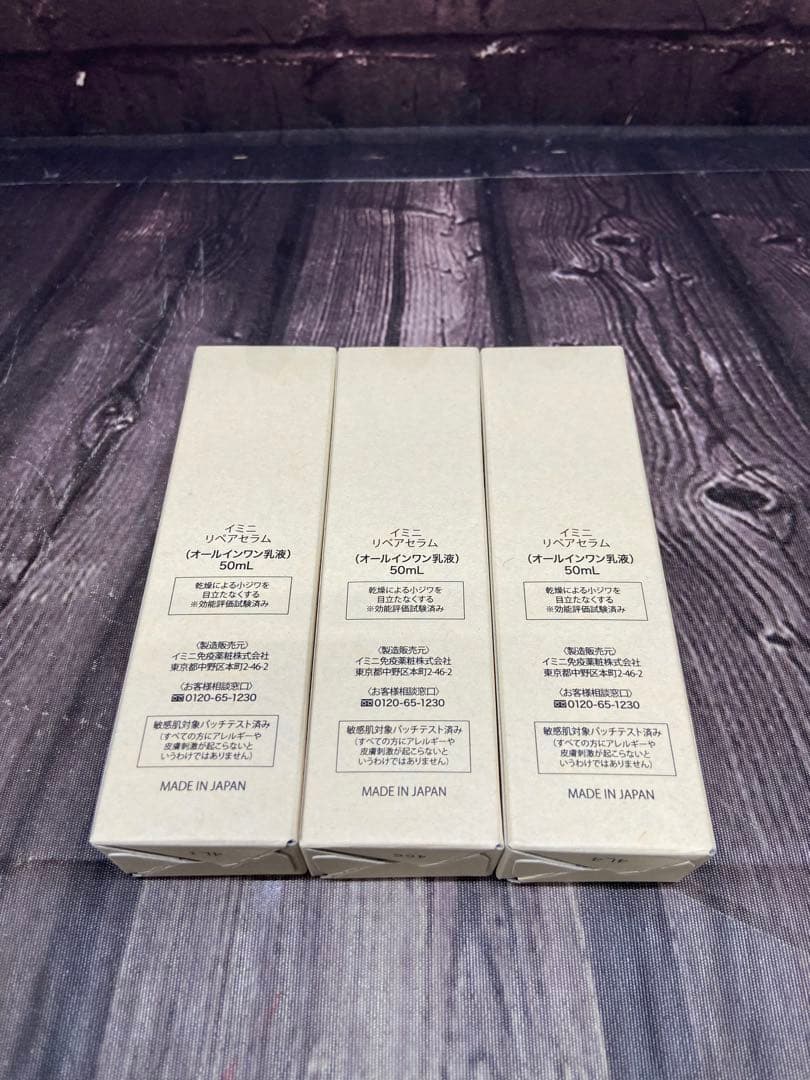 イミニ
リペアセラム
(オールインワン乳液)
50mL
乾燥による小ジワを
目立たなくする
※効能評価試験済み
〈製造販売元〉
イミニ免疫薬粧株式会社
東京都中野区本町2-46-2
〈お客様相談窓口〉
0120-65-1230
敏感肌対象パッチテスト済み
(すべての方にアレルギーや
皮膚刺激が起こらないと
いうわけではありません)
MADE IN JAPAN
イミニ
リペアセラム
(オールインワン乳液)
50mL
乾燥による小ジワを
目立たなくする
※効能評価試験済み
〈製造販売元〉
イミニ免疫薬粧株式会社
東京都中野区本町2-46-2
〈お客様相談窓口〉
0120-65-1230
敏感肌対象パッチテスト済み
(すべての方にアレルギーや
皮膚刺激が起こらないと
いうわけではありません)
MADE IN JAPAN
イミニ
リペアセラム
(オールインワン乳液)
50mL
乾燥による小ジワを
目立たなくする
※効能評価試験済み
〈製造販売元〉
イミニ免疫薬粧株式会社
東京都中野区本町2-46-2
〈お客様相談窓口〉
0120-65-1230
敏感肌対象パッチテスト済み
(すべての方にアレルギーや
皮膚刺激が起こらないと
いうわけではありません)
MADE IN JAPAN